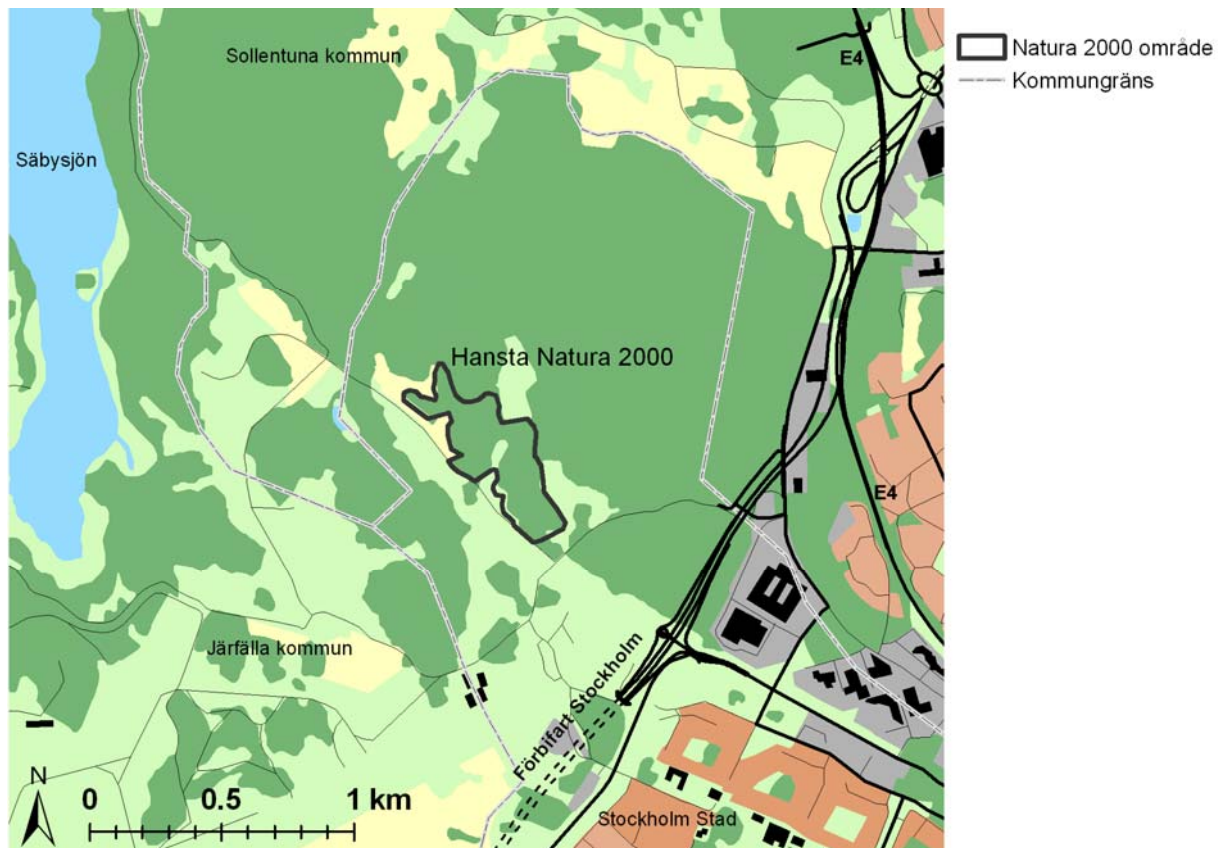 Sollentuna kommun
E4
Natura 2000 område
Kommungräns
Säbysjön
Hansta Natura 2000
E4
Järfälla kommun
Förbifart Stockholm
N
0 0.5 1 km
Stockholm Stad